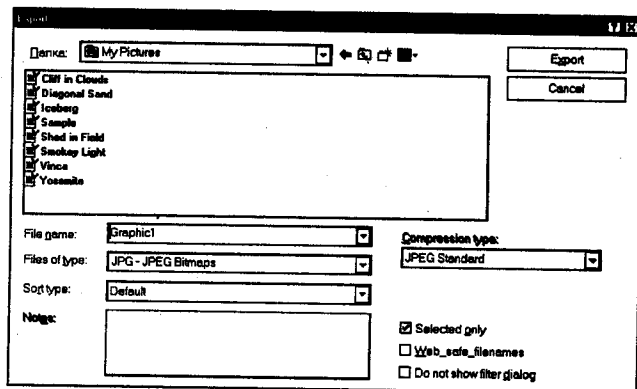 Export
Папка: My Pictures
Export
Cancel
Cliff in Clouds
Diagonal Sand
Iceberg
Sample
Shed in Field
Smokey Light
Vince
Yosemite
File name: Graphic1
Files of type: JPG - JPEG Bitmaps
Sort type: Default
Notes:
Compression type:
JPEG Standard
Selected only
Web_safe_filenames
Do not show filter dialog